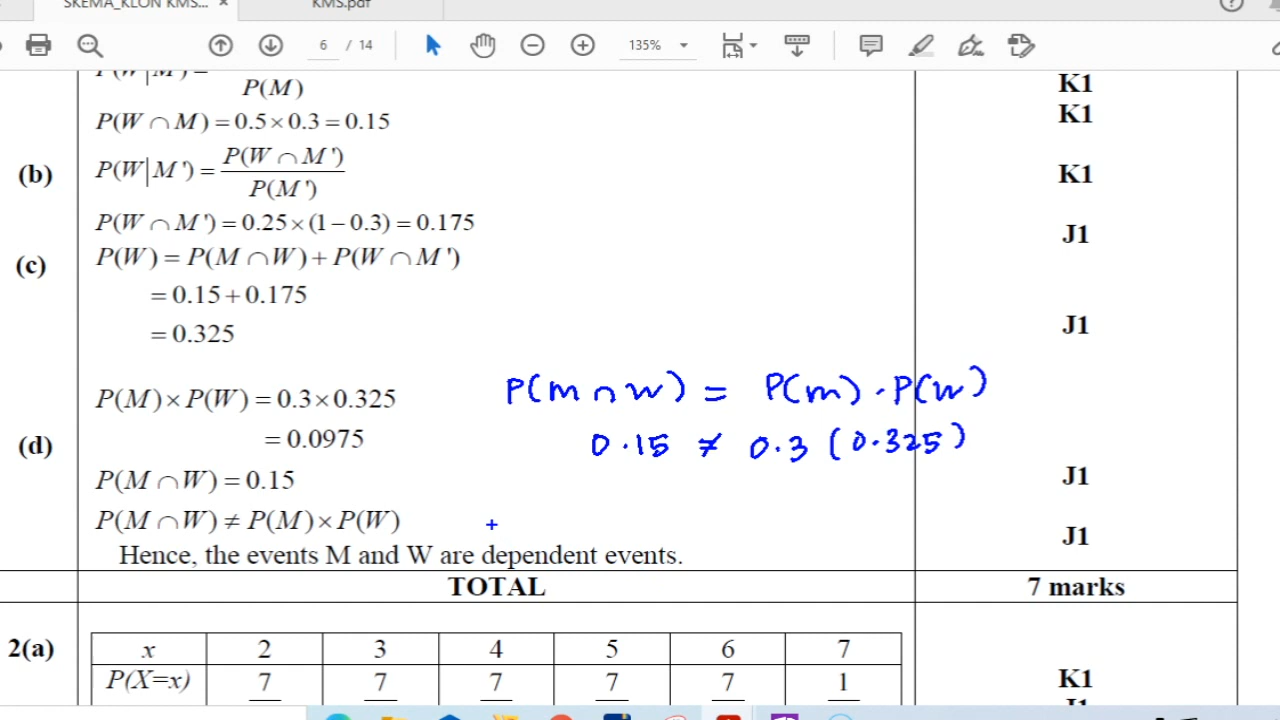 SKEMA_KLON KMS... ×
KMS.pdf
6 / 14 135%
P(W|M) =
P(M)
K1
P(W ∩ M) = 0.5 × 0.3 = 0.15
K1
(b) P(W|M') = P(W ∩ M') / P(M')
K1
P(W ∩ M') = 0.25 × (1 − 0.3) = 0.175
J1
(c) P(W) = P(M ∩ W) + P(W ∩ M')
= 0.15 + 0.175
= 0.325
J1
P(M) × P(W) = 0.3 × 0.325
P(M ∩ W) = P(M) · P(W)
(d) = 0.0975
0.15 ≠ 0.3 (0.325)
P(M ∩ W) = 0.15
J1
P(M ∩ W) ≠ P(M) × P(W)
J1
Hence, the events M and W are dependent events.
TOTAL 7 marks
2(a) x 2 3 4 5 6 7
P(X=x) 7 7 7 7 7 1
K1